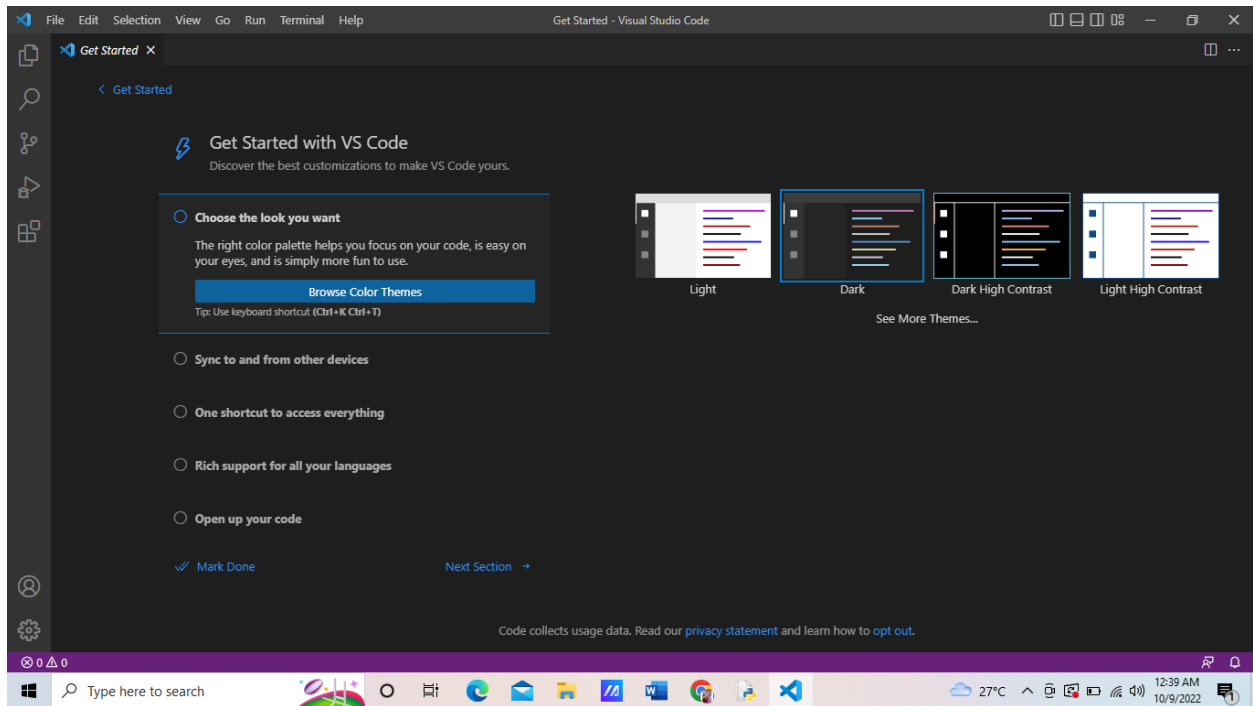 File Edit Selection View Go Run Terminal Help
Get Started - Visual Studio Code
Get Started
Get Started
Get Started with VS Code
Discover the best customizations to make VS Code yours.
Choose the look you want
The right color palette helps you focus on your code, is easy on
your eyes, and is simply more fun to use.
Browse Color Themes
Tip: Use keyboard shortcut (Ctrl+K Ctrl+T)
Sync to and from other devices
One shortcut to access everything
Rich support for all your languages
Open up your code
Mark Done
Next Section
Light
Dark
Dark High Contrast
Light High Contrast
See More Themes...
Code collects usage data. Read our privacy statement and learn how to opt out.
0 0
Type here to search
27°C
12:39 AM
10/9/2022
1